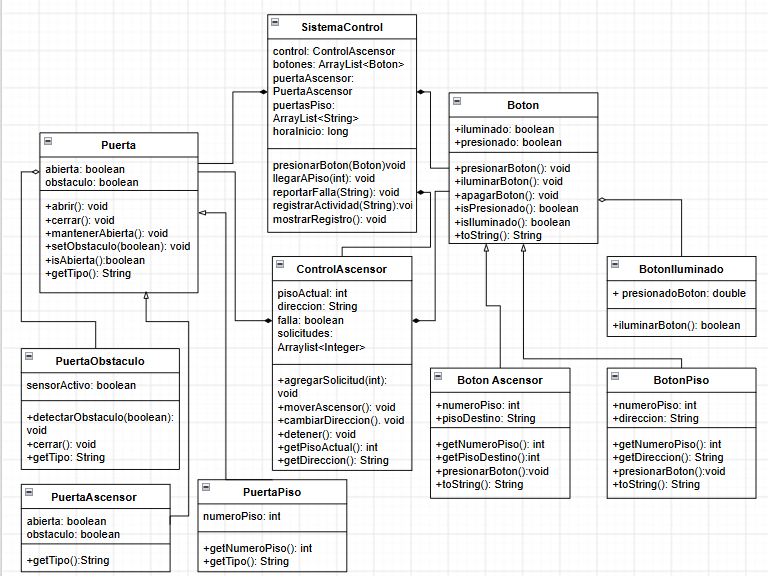 SistemaControl
control: ControlAscensor
botones: ArrayList<Boton>
puertaAscensor:
PuertaAscensor
puertasPiso:
ArrayList<String>
horaInicio: long
presionarBoton(Boton)void
llegarAPiso(int): void
reportarFalla(String): void
registrarActividad(String):voi
mostrarRegistro(): void
Boton
+iluminado: boolean
+presionado: boolean
+presionarBoton(): void
+iluminarBoton(): void
+apagarBoton(): void
+isPresionado(): boolean
+isIluminado(): boolean
+toString(): String
Puerta
abierta: boolean
obstaculo: boolean
+abrir(): void
+cerrar(): void
+mantenerAbierta(): void
+setObstaculo(boolean): void
+isAbierta():boolean
+getTipo(): String
ControlAscensor
pisoActual: int
direccion: String
falla: boolean
solicitudes:
Arraylist<Integer>
+agregarSolicitud(int):
void
+moverAscensor(): void
+cambiarDireccion(). void
+detener(): void
+getPisoActual(): int
+getDireccion(): String
BotonIluminado
+ presionadoBoton: double
+iluminarBoton(): boolean
PuertaObstaculo
sensorActivo: boolean
+detectarObstaculo(boolean):
void
+cerrar(): void
+getTipo: String
Boton Ascensor
+numeroPiso: int
+pisoDestino: String
+getNumeroPiso(): int
+getPisoDestino():int
+presionarBoton():void
+toString(): String
BotonPiso
+numeroPiso: int
+direccion: String
+getNumeroPiso(): int
+getDireccion(): String
+presionarBoton():void
+toString(): String
PuertaAscensor
abierta: boolean
obstaculo: boolean
+getTipo():String
PuertaPiso
numeroPiso: int
+getNumeroPiso(): int
+getTipo(): String